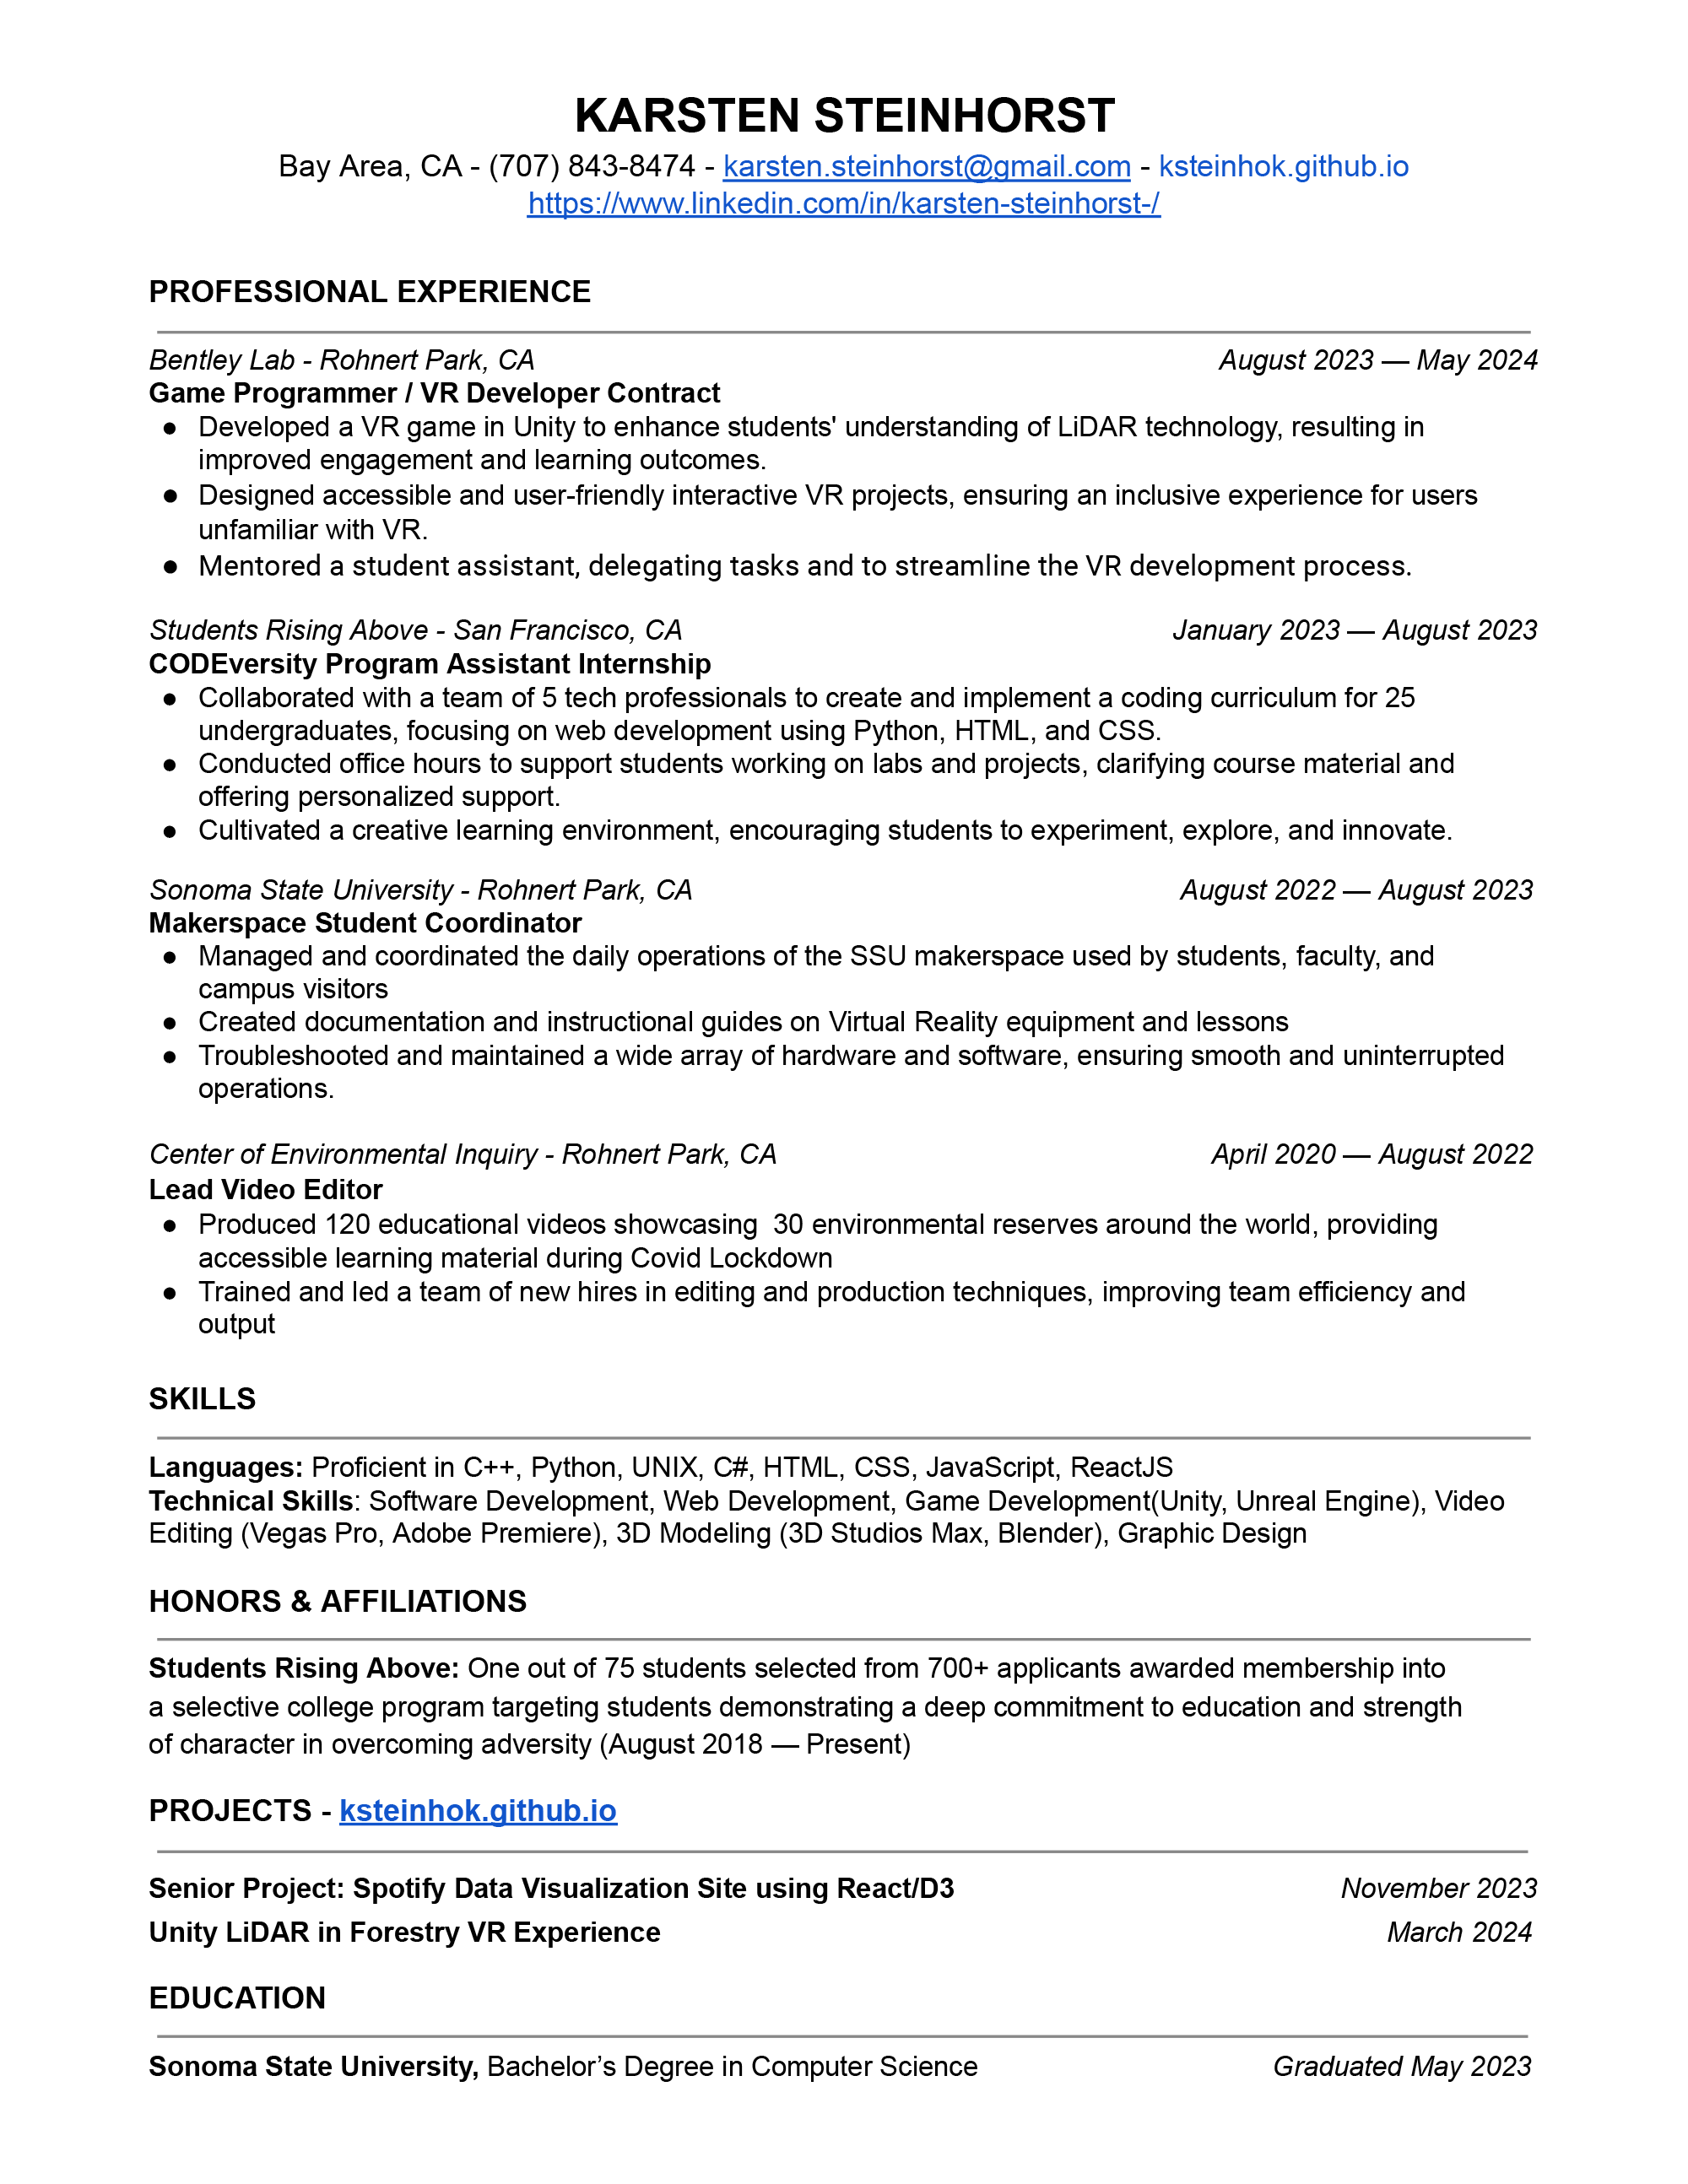 KARSTEN STEINHORST
Bay Area, CA - (707) 843-8474 - karsten.steinhorst@gmail.com - ksteinhok.github.io
https://www.linkedin.com/in/karsten-steinhorst-/
PROFESSIONAL EXPERIENCE
Bentley Lab - Rohnert Park, CA August 2023 — May 2024
Game Programmer / VR Developer Contract
● Developed a VR game in Unity to enhance students' understanding of LiDAR technology, resulting in
improved engagement and learning outcomes.
● Designed accessible and user-friendly interactive VR projects, ensuring an inclusive experience for users
unfamiliar with VR.
● Mentored a student assistant, delegating tasks and to streamline the VR development process.
Students Rising Above - San Francisco, CA January 2023 — August 2023
CODEversity Program Assistant Internship
● Collaborated with a team of 5 tech professionals to create and implement a coding curriculum for 25
undergraduates, focusing on web development using Python, HTML, and CSS.
● Conducted office hours to support students working on labs and projects, clarifying course material and
offering personalized support.
● Cultivated a creative learning environment, encouraging students to experiment, explore, and innovate.
Sonoma State University - Rohnert Park, CA August 2022 — August 2023
Makerspace Student Coordinator
● Managed and coordinated the daily operations of the SSU makerspace used by students, faculty, and
campus visitors
● Created documentation and instructional guides on Virtual Reality equipment and lessons
● Troubleshooted and maintained a wide array of hardware and software, ensuring smooth and uninterrupted
operations.
Center of Environmental Inquiry - Rohnert Park, CA April 2020 — August 2022
Lead Video Editor
● Produced 120 educational videos showcasing  30 environmental reserves around the world, providing
accessible learning material during Covid Lockdown
● Trained and led a team of new hires in editing and production techniques, improving team efficiency and
output
SKILLS
Languages: Proficient in C++, Python, UNIX, C#, HTML, CSS, JavaScript, ReactJS
Technical Skills: Software Development, Web Development, Game Development(Unity, Unreal Engine), Video
Editing (Vegas Pro, Adobe Premiere), 3D Modeling (3D Studios Max, Blender), Graphic Design
HONORS & AFFILIATIONS
Students Rising Above: One out of 75 students selected from 700+ applicants awarded membership into
a selective college program targeting students demonstrating a deep commitment to education and strength
of character in overcoming adversity (August 2018 — Present)
PROJECTS - ksteinhok.github.io
Senior Project: Spotify Data Visualization Site using React/D3 November 2023
Unity LiDAR in Forestry VR Experience March 2024
EDUCATION
Sonoma State University, Bachelor’s Degree in Computer Science Graduated May 2023